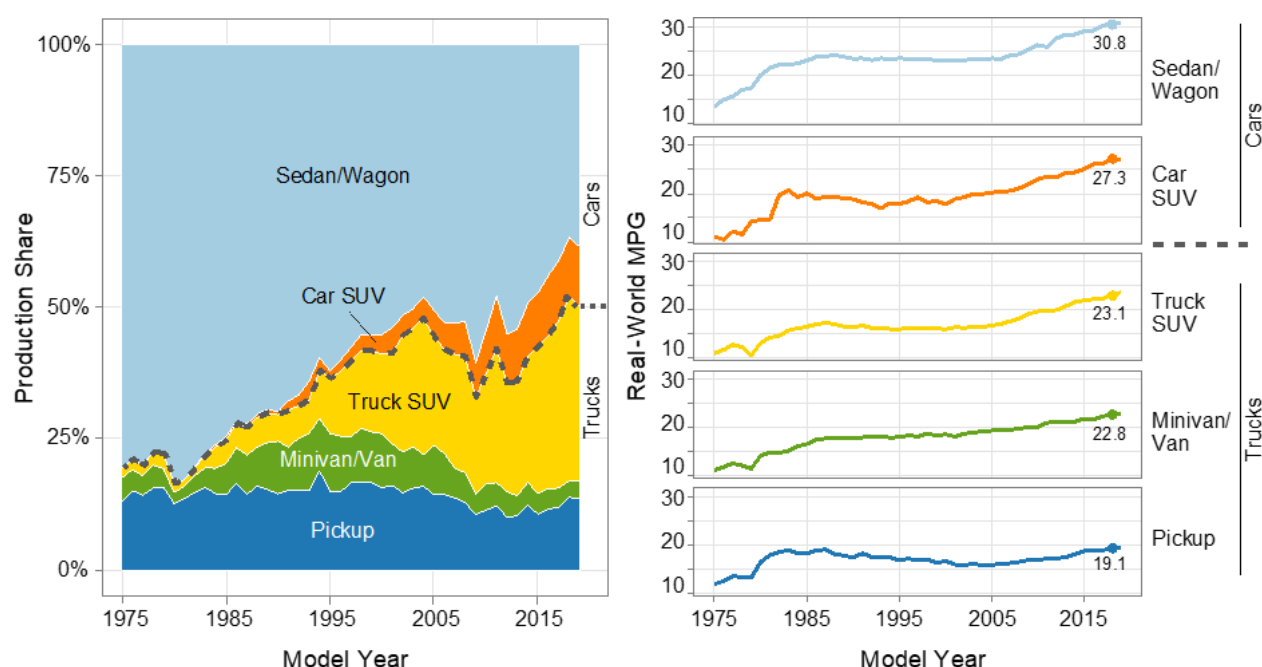 Production Share
100%
75%
50%
25%
0%
Sedan/Wagon
Car SUV
Truck SUV
Minivan/Van
Pickup
Cars
Trucks
1975
1985
1995
2005
2015
Model Year
Real-World MPG
30
20
10
30.8
Sedan/
Wagon
30
20
10
27.3
Car
SUV
Cars
30
20
10
23.1
Truck
SUV
30
20
10
22.8
Minivan/
Van
Trucks
30
20
10
19.1
Pickup
1975
1985
1995
2005
2015
Model Year